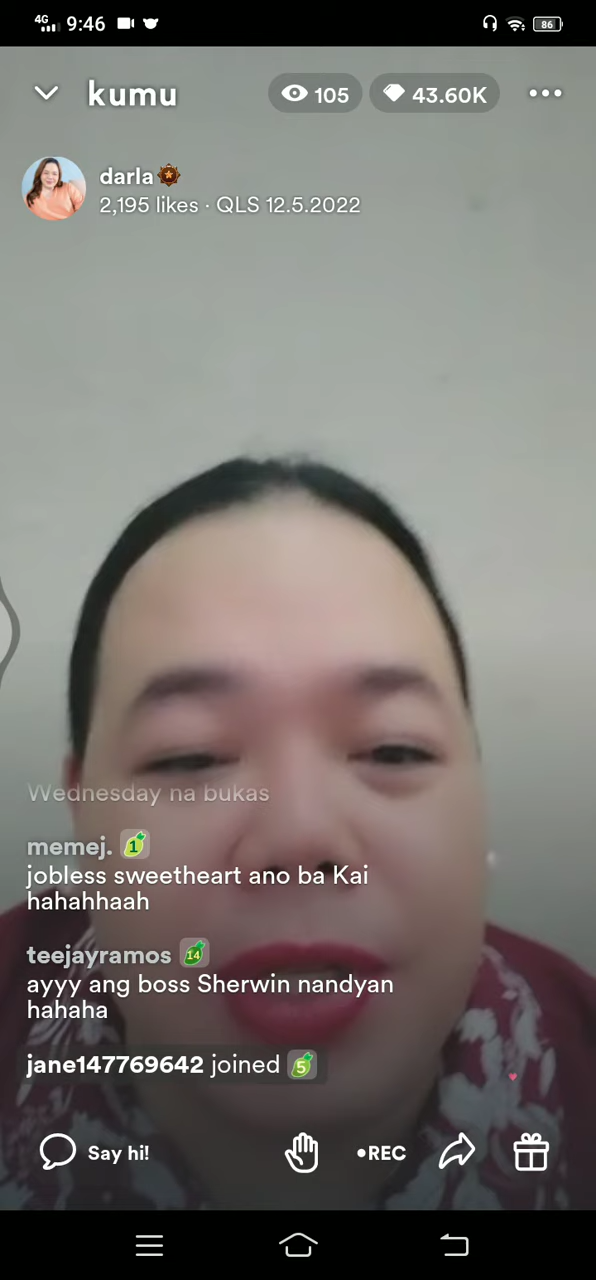 4G 9:46 86
kumu 105 43.60K
darla
2,195 likes · QLS 12.5.2022
Wednesday na bukas
memej. 1
jobless sweetheart ano ba Kai
hahahhaah
teejayramos 14
ayyy ang boss Sherwin nandyan
hahaha
jane147769642 joined 5
Say hi! •REC